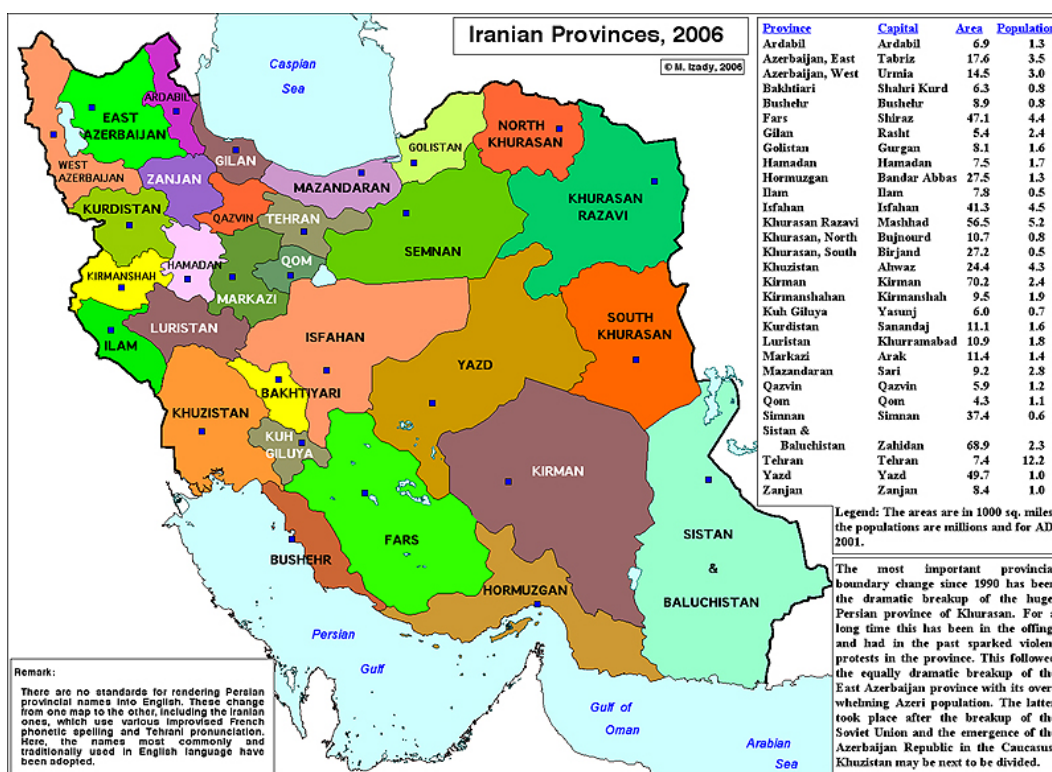 Iranian Provinces, 2006
© M. Izady, 2006
Caspian
Sea
EAST
AZERBAIJAN
ARDABIL
WEST
AZERBAIJAN
GILAN
ZANJAN
MAZANDARAN
GOLISTAN
NORTH
KHURASAN
KHURASAN
RAZAVI
KURDISTAN
QAZVIN
TEHRAN
SEMNAN
KIRMANSHAH
HAMADAN
QOM
MARKAZI
ILAM
LURISTAN
ISFAHAN
YAZD
SOUTH
KHURASAN
KHUZISTAN
BAKHTIYARI
KUH
GILUYA
KIRMAN
FARS
BUSHEHR
HORMUZGAN
SISTAN
&
BALUCHISTAN
Persian
Gulf
Gulf of
Oman
Arabian
Sea
Province Capital Area Population
Ardabil Ardabil 6.9 1.3
Azerbaijan, East Tabriz 17.6 3.5
Azerbaijan, West Urmia 14.5 3.0
Bakhtiari Shahri Kurd 6.3 0.8
Bushehr Bushehr 8.9 0.8
Fars Shiraz 47.1 4.4
Gilan Rasht 5.4 2.4
Golistan Gurgan 8.1 1.6
Hamadan Hamadan 7.5 1.7
Hormuzgan Bandar Abbas 27.5 1.3
Ilam Ilam 7.8 0.5
Isfahan Isfahan 41.3 4.5
Khurasan Razavi Mashhad 56.5 5.2
Khurasan, North Bujnourd 10.7 0.8
Khurasan, South Birjand 27.2 0.5
Khuzistan Ahwaz 24.4 4.3
Kirman Kirman 70.2 2.4
Kirmanshahan Kirmanshah 9.5 1.9
Kuh Giluya Yasunj 6.0 0.7
Kurdistan Sanandaj 11.1 1.6
Luristan Khurramabad 10.9 1.8
Markazi Arak 11.4 1.4
Mazandaran Sari 9.2 2.8
Qazvin Qazvin 5.9 1.2
Qom Qom 4.3 1.1
Simnan Simnan 37.4 0.6
Sistan &
Baluchistan Zahidan 68.9 2.3
Tehran Tehran 7.4 12.2
Yazd Yazd 49.7 1.0
Zanjan Zanjan 8.4 1.0
Legend: The areas are in 1000 sq. miles
the populations are millions and for AD
2001.
The most important provincia
boundary change since 1990 has been
the dramatic breakup of the huge
Persian province of Khurasan. For a
long time this has been in the offing
and had in the past sparked violen
protests in the province. This followe
the equally dramatic breakup of the
East Azerbaijan province with its over
whelming Azeri population. The latte
took place after the breakup of the
Soviet Union and the emergence of the
Azerbaijan Republic in the Caucasus
Khuzistan may be next to be divided.
Remark:
There are no standards for rendering Persian
provincial names into English. These change
from one map to the other, including the Iranian
ones, which use various improvised French
phonetic spelling and Tehrani pronunciation.
Here, the names most commonly and
traditionally used in English language have
been adopted.